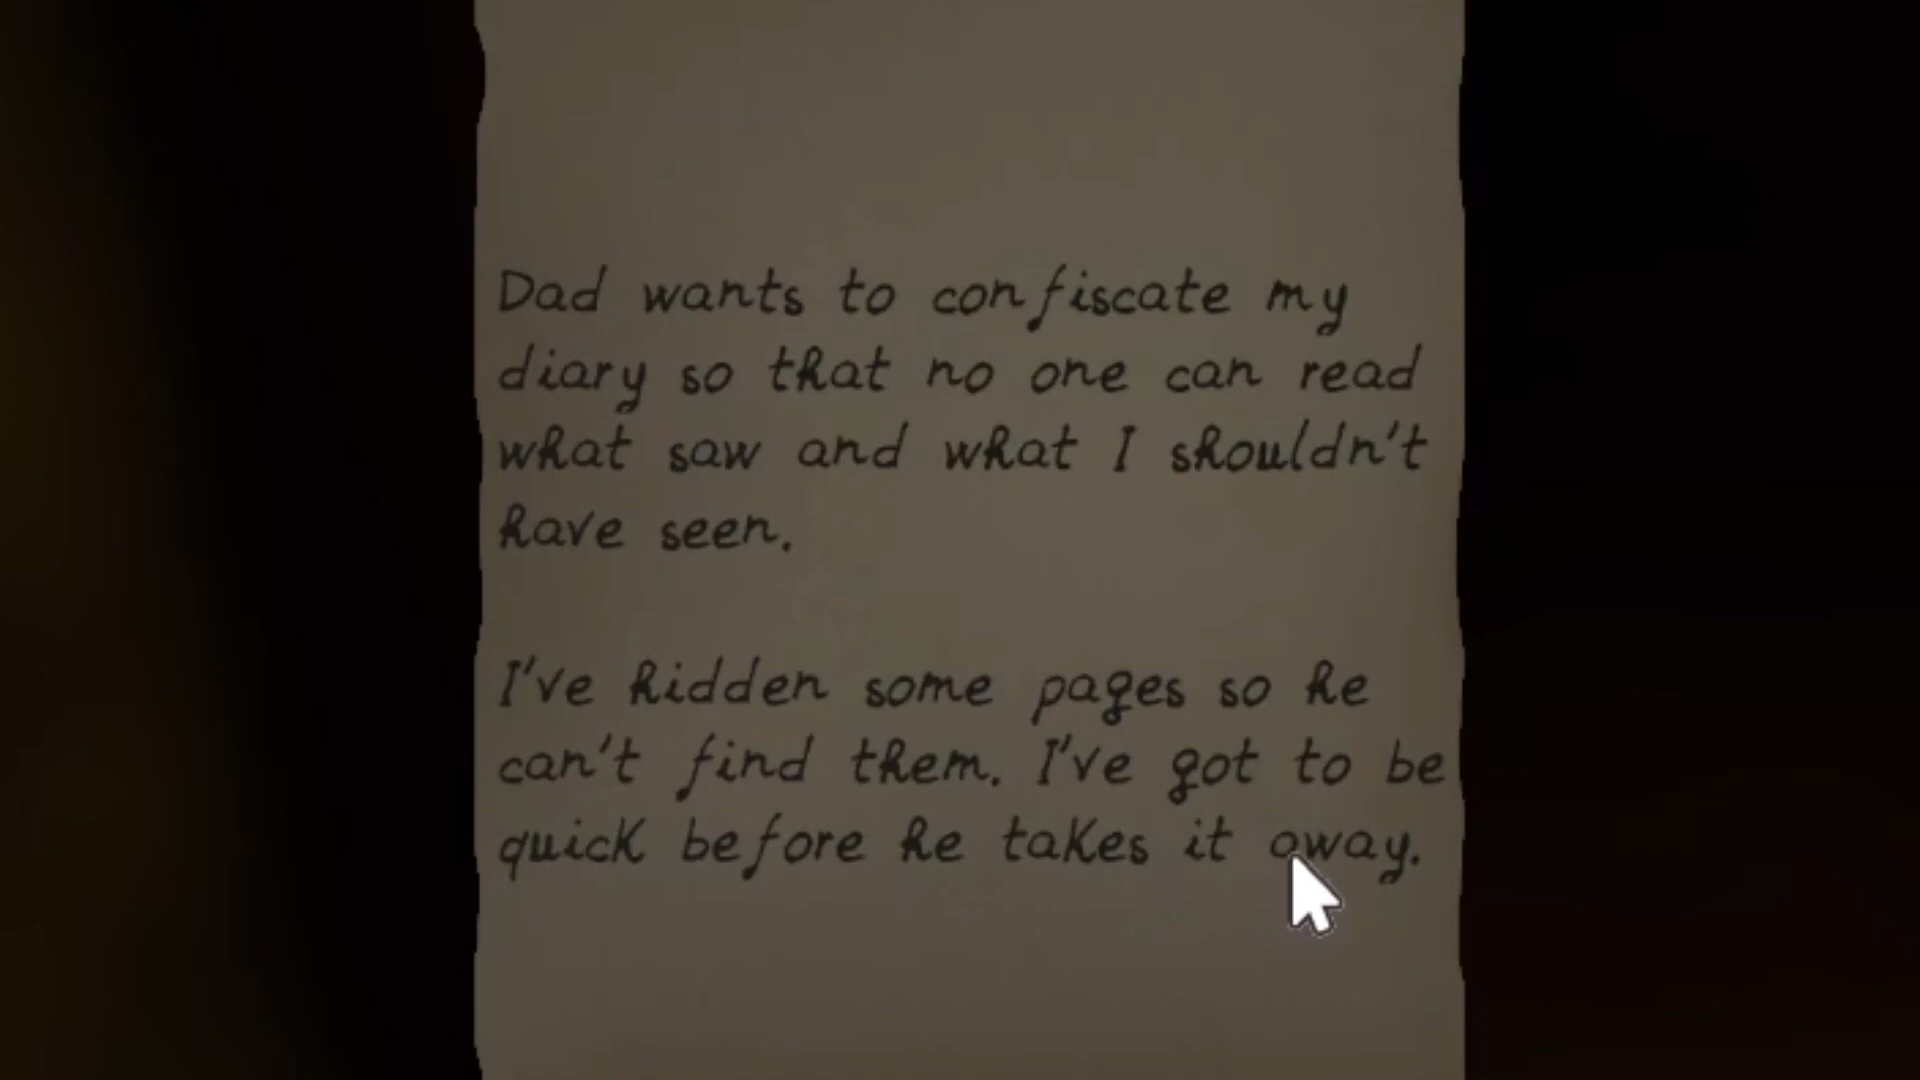 Dad wants to confiscate my
diary so that no one can read
what saw and what I shouldn't
have seen.
I've hidden some pages so he
can't find them. I've got to be
quick before he takes it away.